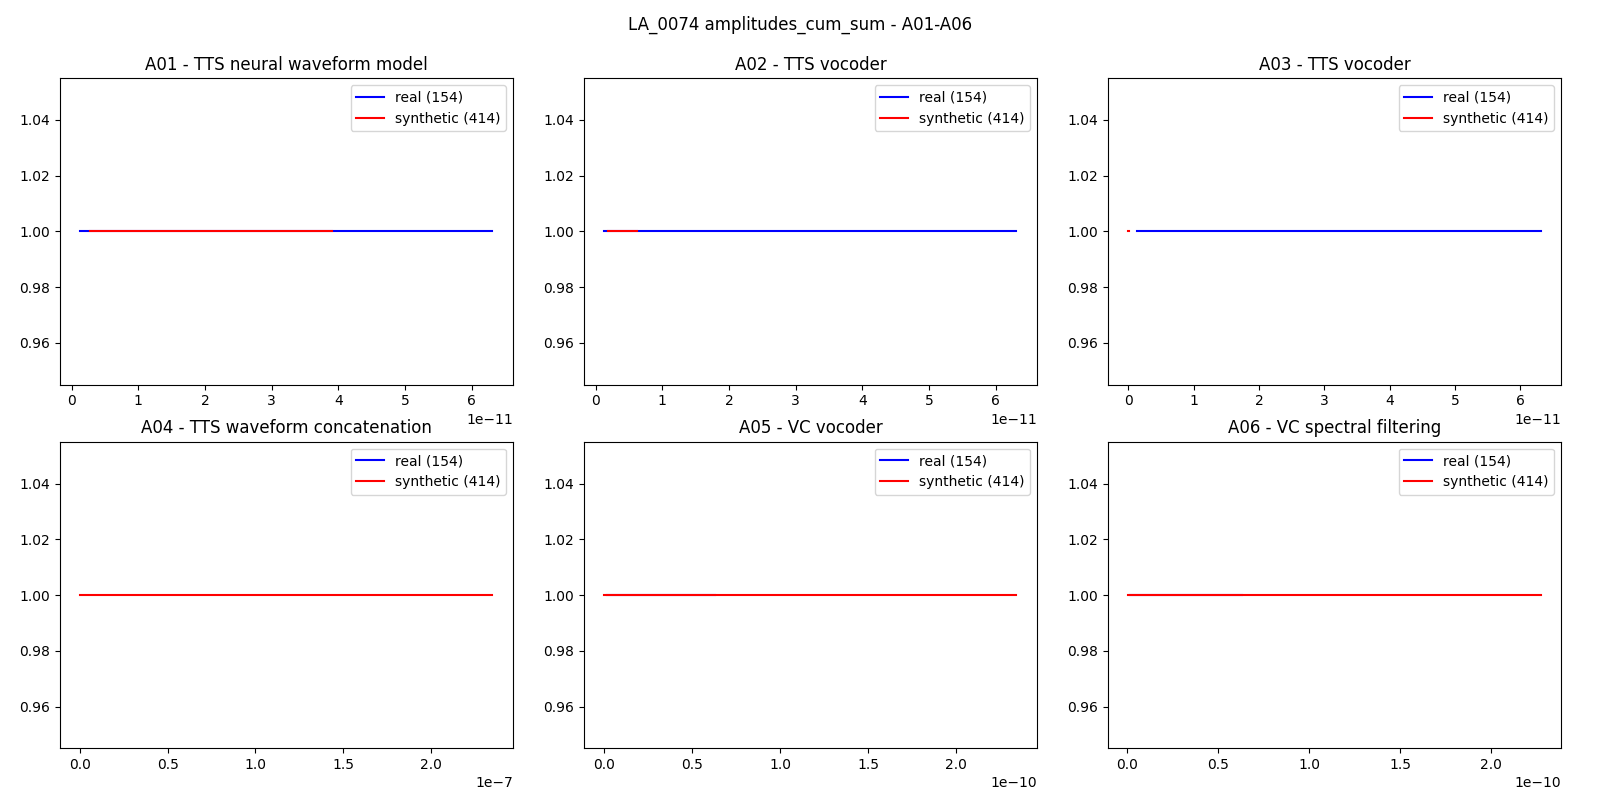 LA_0074 amplitudes_cum_sum - A01-A06
A01 - TTS neural waveform model
real (154)
synthetic (414)
1.04
1.02
1.00
0.98
0.96
0 1 2 3 4 5 6
1e−11
A02 - TTS vocoder
real (154)
synthetic (414)
1.04
1.02
1.00
0.98
0.96
0 1 2 3 4 5 6
1e−11
A03 - TTS vocoder
real (154)
synthetic (414)
1.04
1.02
1.00
0.98
0.96
0 1 2 3 4 5 6
1e−11
A04 - TTS waveform concatenation
real (154)
synthetic (414)
1.04
1.02
1.00
0.98
0.96
0.0 0.5 1.0 1.5 2.0
1e−7
A05 - VC vocoder
real (154)
synthetic (414)
1.04
1.02
1.00
0.98
0.96
0.0 0.5 1.0 1.5 2.0
1e−10
A06 - VC spectral filtering
real (154)
synthetic (414)
1.04
1.02
1.00
0.98
0.96
0.0 0.5 1.0 1.5 2.0
1e−10